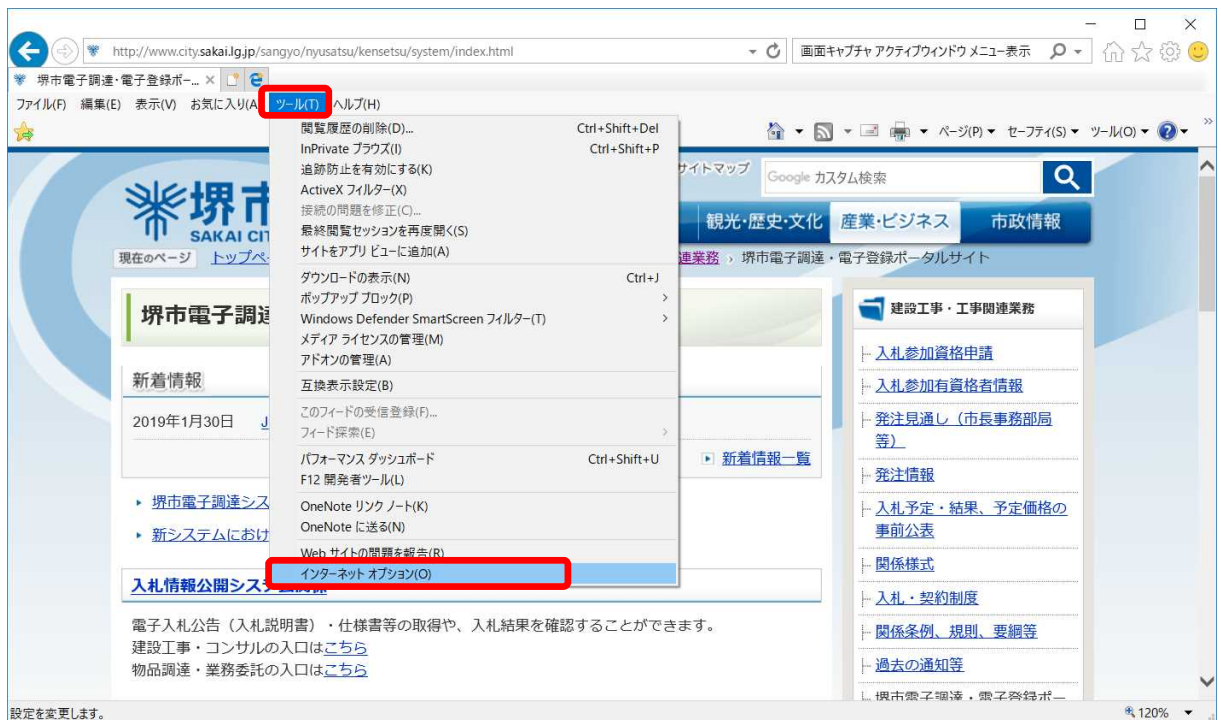 http://www.city.sakai.lg.jp/sangyo/nyusatsu/kensetsu/system/index.html
画面キャプチャ アクティブウィンドウ メニュー表示
堺市電子調達・電子登録ポー...
ファイル(F) 編集(E) 表示(V) お気に入り(A ツール(T) ヘルプ(H)
ページ(P) セーフティ(S) ツール(O)
閲覧履歴の削除(D)... Ctrl+Shift+Del
InPrivate ブラウズ(I) Ctrl+Shift+P
追跡防止を有効にする(K)
ActiveX フィルター(X)
接続の問題を修正(C)...
最終閲覧セッションを再度開く(S)
サイトをアプリ ビューに追加(A)
ダウンロードの表示(N) Ctrl+J
ポップアップ ブロック(P)
Windows Defender SmartScreen フィルター(T)
メディア ライセンスの管理(M)
アドオンの管理(A)
互換表示設定(B)
このフィードの受信登録(F)...
フィード探索(E)
パフォーマンス ダッシュボード Ctrl+Shift+U
F12 開発者ツール(L)
OneNote リンク ノート(K)
OneNote に送る(N)
Web サイトの問題を報告(R)
インターネット オプション(O)
サイトマップ
Google カスタム検索
堺市
SAKAI CIT
観光・歴史・文化 産業・ビジネス 市政情報
現在のページ トップペ
連業務 › 堺市電子調達・電子登録ポータルサイト
堺市電子調達
新着情報
2019年1月30日 J
新着情報一覧
堺市電子調達シス
新システムにおけ
入札情報公開システム関係
電子入札公告（入札説明書）・仕様書等の取得や、入札結果を確認することができます。
建設工事・コンサルの入口はこちら
物品調達・業務委託の入口はこちら
建設工事・工事関連業務
入札参加資格申請
入札参加有資格者情報
発注見通し（市長事務部局
等）
発注情報
入札予定・結果、予定価格の
事前公表
関係様式
入札・契約制度
関係条例、規則、要綱等
過去の通知等
堺市電子調達・電子登録ポー
設定を変更します。
120%